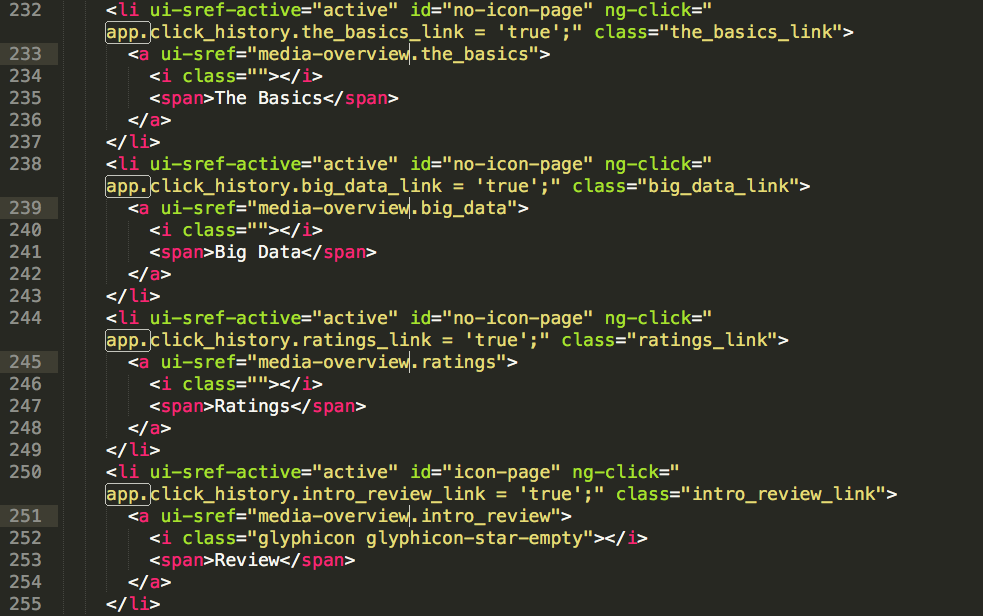 232 <li ui-sref-active="active" id="no-icon-page" ng-click="
app.click_history.the_basics_link = 'true';" class="the_basics_link">
233 <a ui-sref="media-overview.the_basics">
234 <i class=""></i>
235 <span>The Basics</span>
236 </a>
237 </li>
238 <li ui-sref-active="active" id="no-icon-page" ng-click="
app.click_history.big_data_link = 'true';" class="big_data_link">
239 <a ui-sref="media-overview.big_data">
240 <i class=""></i>
241 <span>Big Data</span>
242 </a>
243 </li>
244 <li ui-sref-active="active" id="no-icon-page" ng-click="
app.click_history.ratings_link = 'true';" class="ratings_link">
245 <a ui-sref="media-overview.ratings">
246 <i class=""></i>
247 <span>Ratings</span>
248 </a>
249 </li>
250 <li ui-sref-active="active" id="icon-page" ng-click="
app.click_history.intro_review_link = 'true';" class="intro_review_link">
251 <a ui-sref="media-overview.intro_review">
252 <i class="glyphicon glyphicon-star-empty"></i>
253 <span>Review</span>
254 </a>
255 </li>